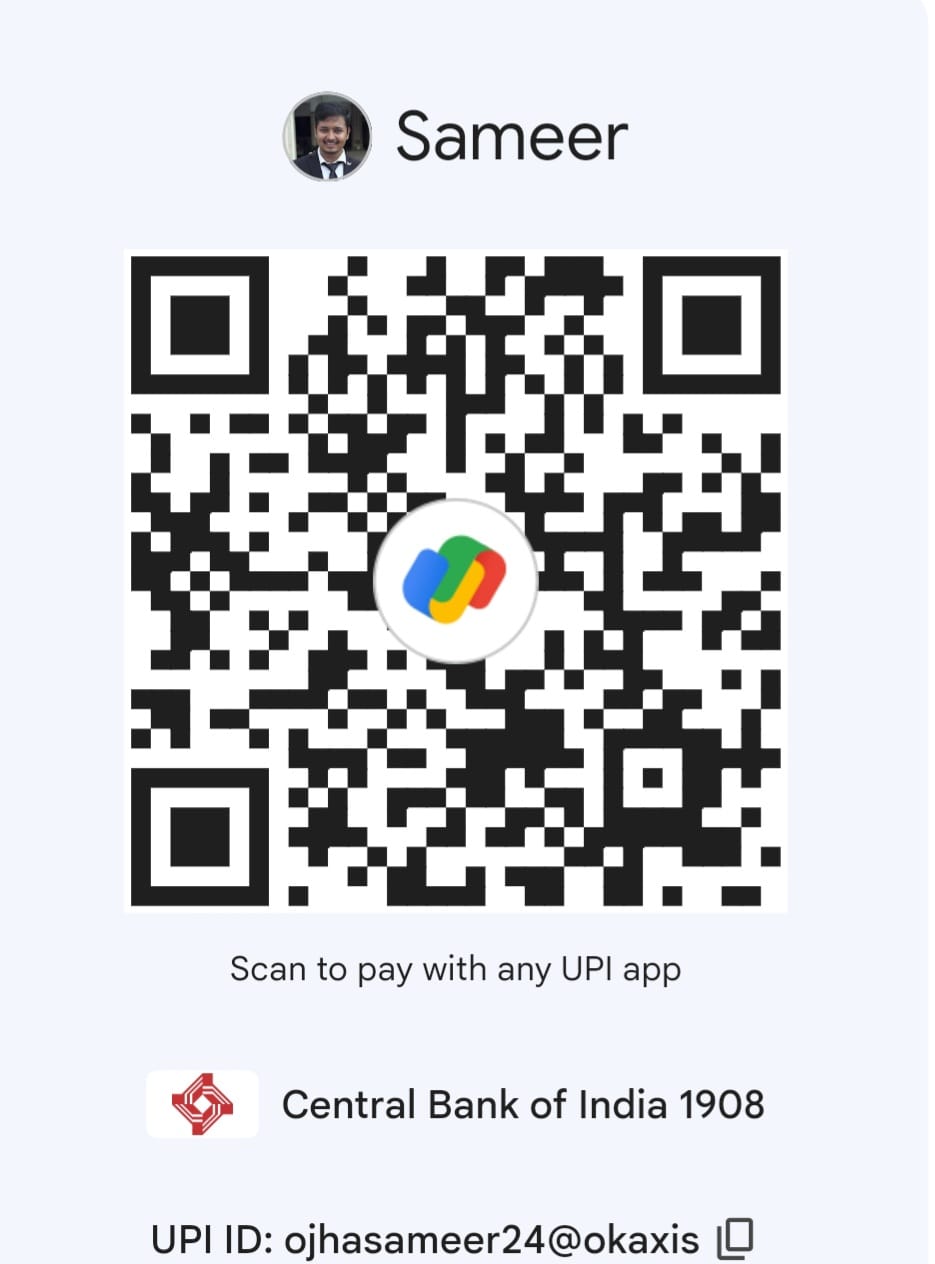 Sameer
Scan to pay with any UPI app
Central Bank of India 1908
UPI ID: ojhasameer24@okaxis